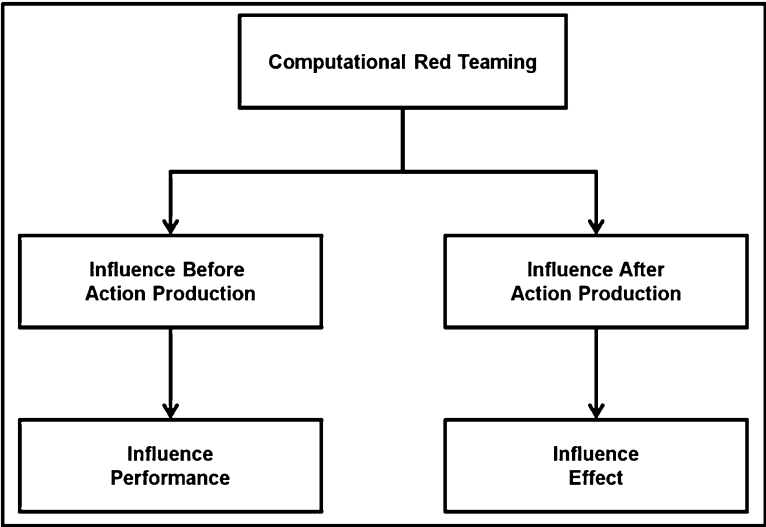 Computational Red Teaming
Influence Before
Action Production
Influence After
Action Production
Influence
Performance
Influence
Effect